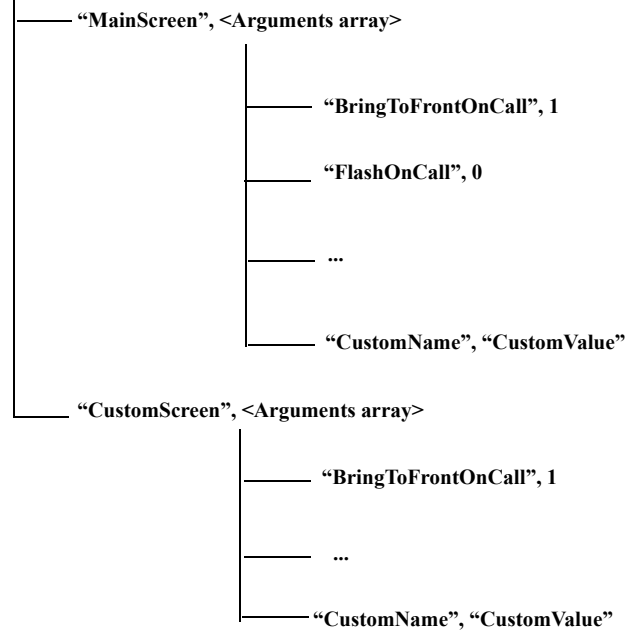 “MainScreen”, <Arguments array>
“BringToFrontOnCall”, 1
“FlashOnCall”, 0
...
“CustomName”, “CustomValue”
“CustomScreen”, <Arguments array>
“BringToFrontOnCall”, 1
...
“CustomName”, “CustomValue”